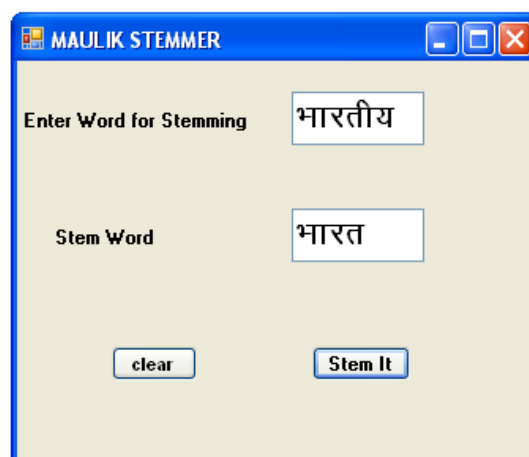 MAULIK STEMMER
Enter Word for Stemming भारतीय
Stem Word भारत
clear Stem It